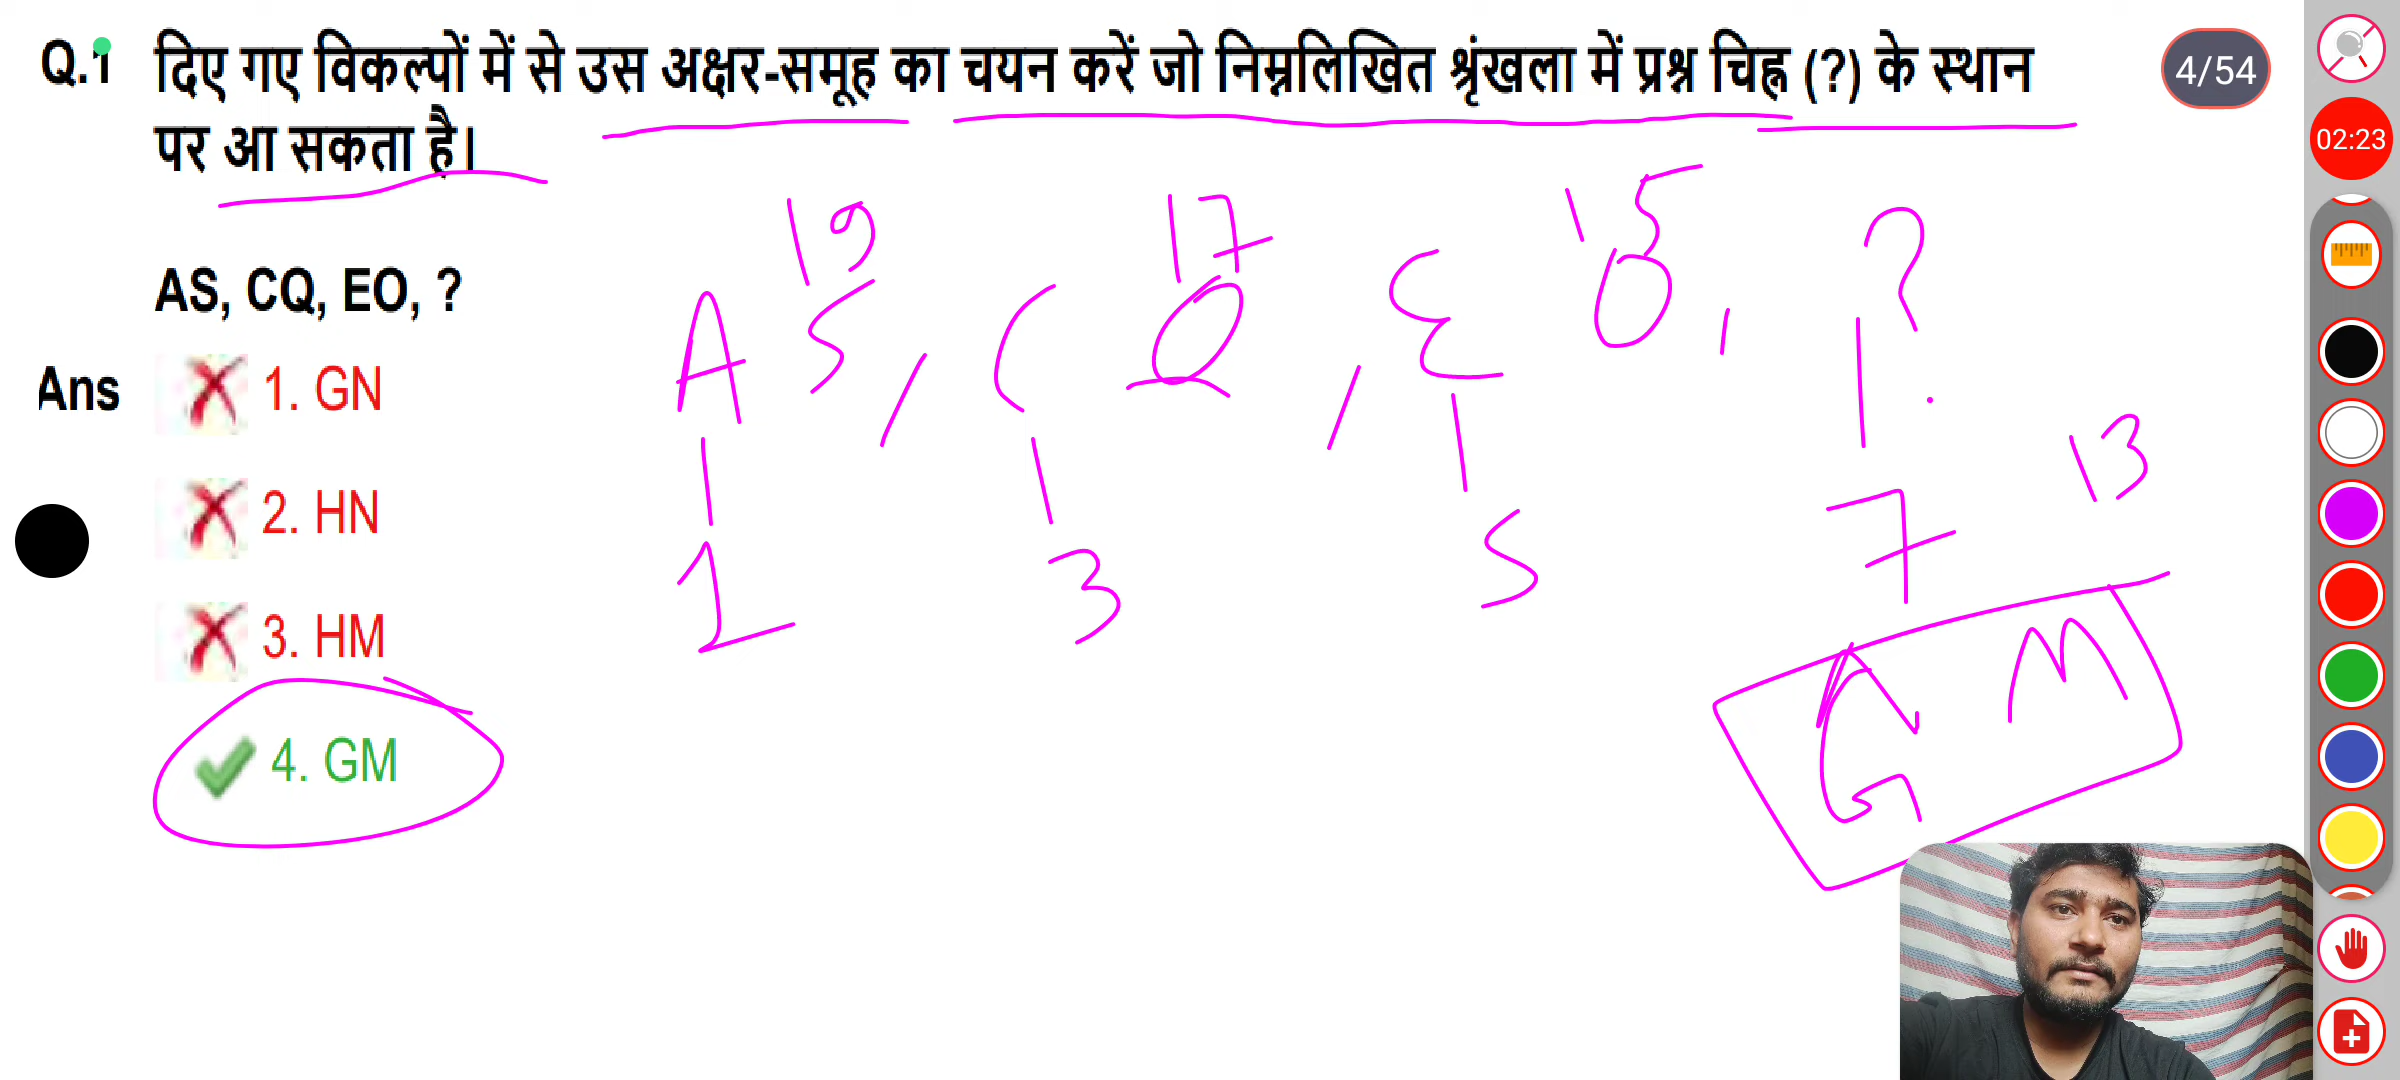 Q.1 दिए गए विकल्पों में से उस अक्षर-समूह का चयन करें जो निम्नलिखित श्रृंखला में प्रश्न चिह्न (?) के स्थान
पर आ सकता है।
4/54
02:23
AS, CQ, EO, ?
Ans 1. GN
2. HN
3. HM
4. GM
19 17 15
A S, C Q, E O, ?
1 3 5 7 13
G M